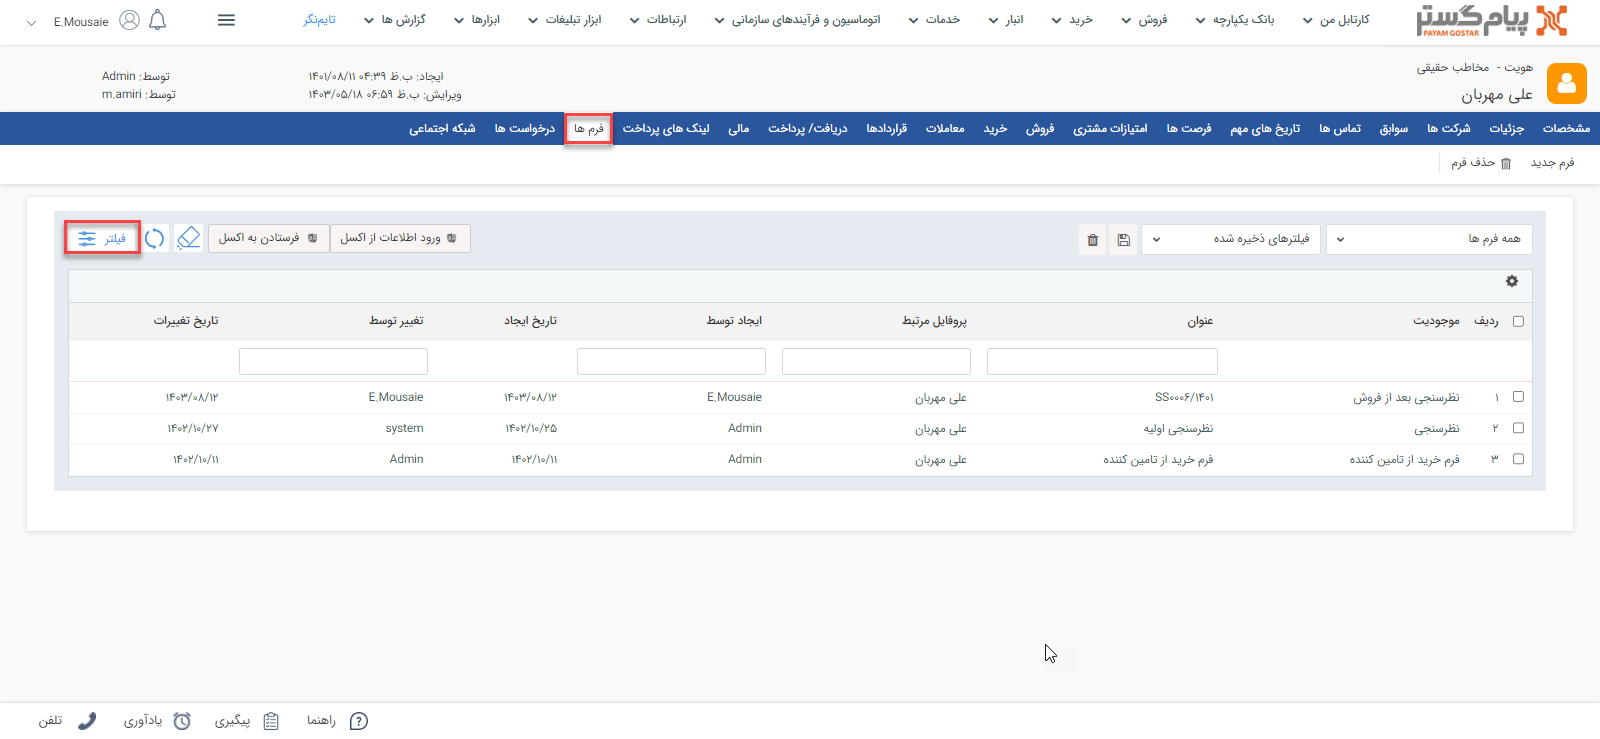 پیام گستر
PAYAM GOSTAR
کارتابل من
بانک یکپارچه
فروش
خرید
انبار
خدمات
اتوماسیون و فرآیندهای سازمانی
ارتباطات
ابزار تبلیغات
ابزارها
گزارش ها
تایم‌نگر
E.Mousaie
هویت - مخاطب حقیقی
علی مهربان
ایجاد: ب.ظ ۰۴:۳۹ ۱۴۰۱/۰۸/۱۱
توسط: Admin
ویرایش: ب.ظ ۰۶:۵۹ ۱۴۰۳/۰۵/۱۸
توسط: m.amiri
مشخصات جزئیات شرکت ها سوابق تماس ها تاریخ های مهم فرصت ها امتیازات مشتری فروش خرید معاملات قراردادها دریافت/ پرداخت مالی لینک های پرداخت فرم ها درخواست ها شبکه اجتماعی
فرم جدید
حذف فرم
همه فرم ها
فیلترهای ذخیره شده
ورود اطلاعات از اکسل
فرستادن به اکسل
فیلتر
ردیف موجودیت عنوان پروفایل مرتبط ایجاد توسط تاریخ ایجاد تغییر توسط تاریخ تغییرات
۱ نظرسنجی بعد از فروش SS۰۰۰۶/۱۴۰۱ علی مهربان E.Mousaie ۱۴۰۳/۰۸/۱۲ E.Mousaie ۱۴۰۳/۰۸/۱۲
۲ نظرسنجی نظرسنجی اولیه علی مهربان Admin ۱۴۰۲/۱۰/۲۵ system ۱۴۰۲/۱۰/۲۷
۳ فرم خرید از تامین کننده فرم خرید از تامین کننده علی مهربان Admin ۱۴۰۲/۱۰/۱۱ Admin ۱۴۰۲/۱۰/۱۱
راهنما
پیگیری
یادآوری
تلفن